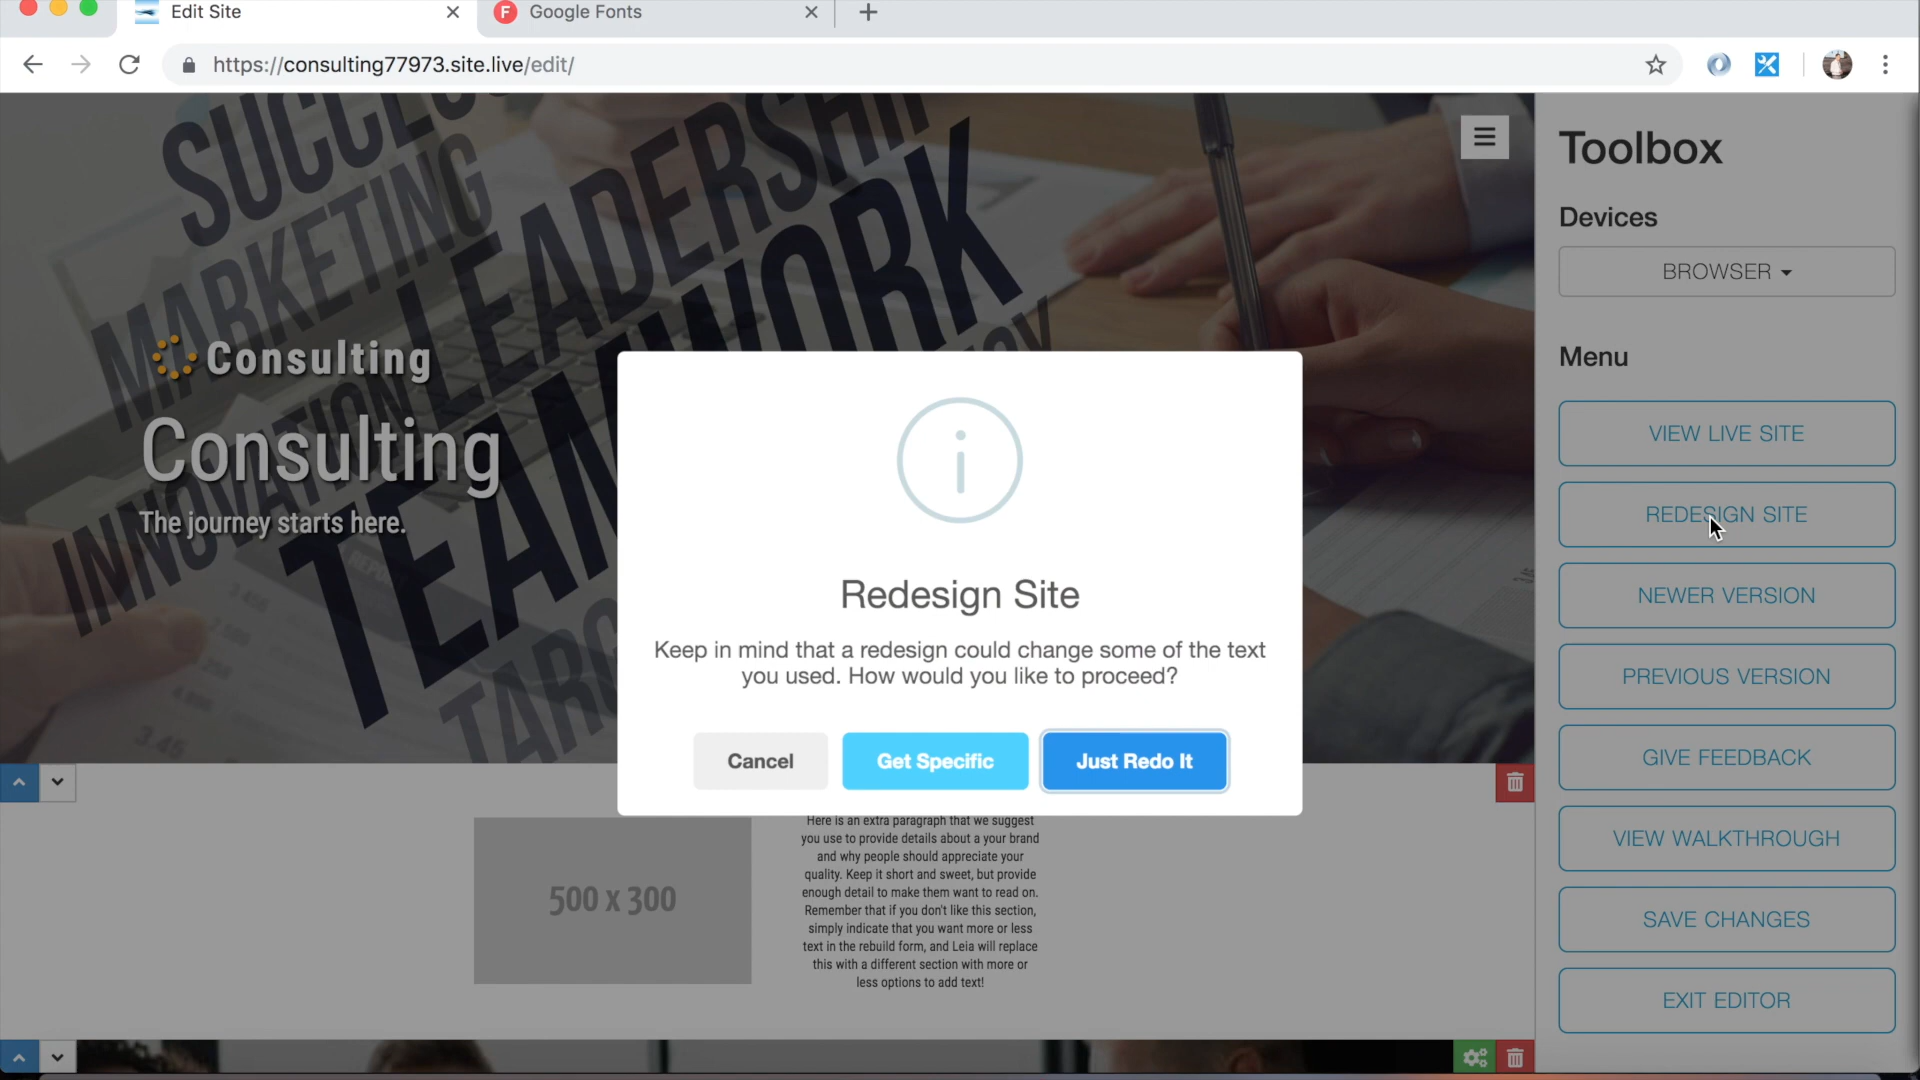 Edit Site
Google Fonts
https://consulting77973.site.live/edit/
SUCCES
MARKETING
LEADERSHI
INNOVATION
TEAMWORK
TARG
Consulting
Consulting
The journey starts here.
3.45
Toolbox
Devices
BROWSER
Menu
VIEW LIVE SITE
REDESIGN SITE
NEWER VERSION
PREVIOUS VERSION
GIVE FEEDBACK
VIEW WALKTHROUGH
SAVE CHANGES
EXIT EDITOR
Redesign Site
Keep in mind that a redesign could change some of the text
you used. How would you like to proceed?
Cancel
Get Specific
Just Redo It
500 x 300
Here is an extra paragraph that we suggest
you use to provide details about a your brand
and why people should appreciate your
quality. Keep it short and sweet, but provide
enough detail to make them want to read on.
Remember that if you don't like this section,
simply indicate that you want more or less
text in the rebuild form, and Leia will replace
this with a different section with more or
less options to add text!